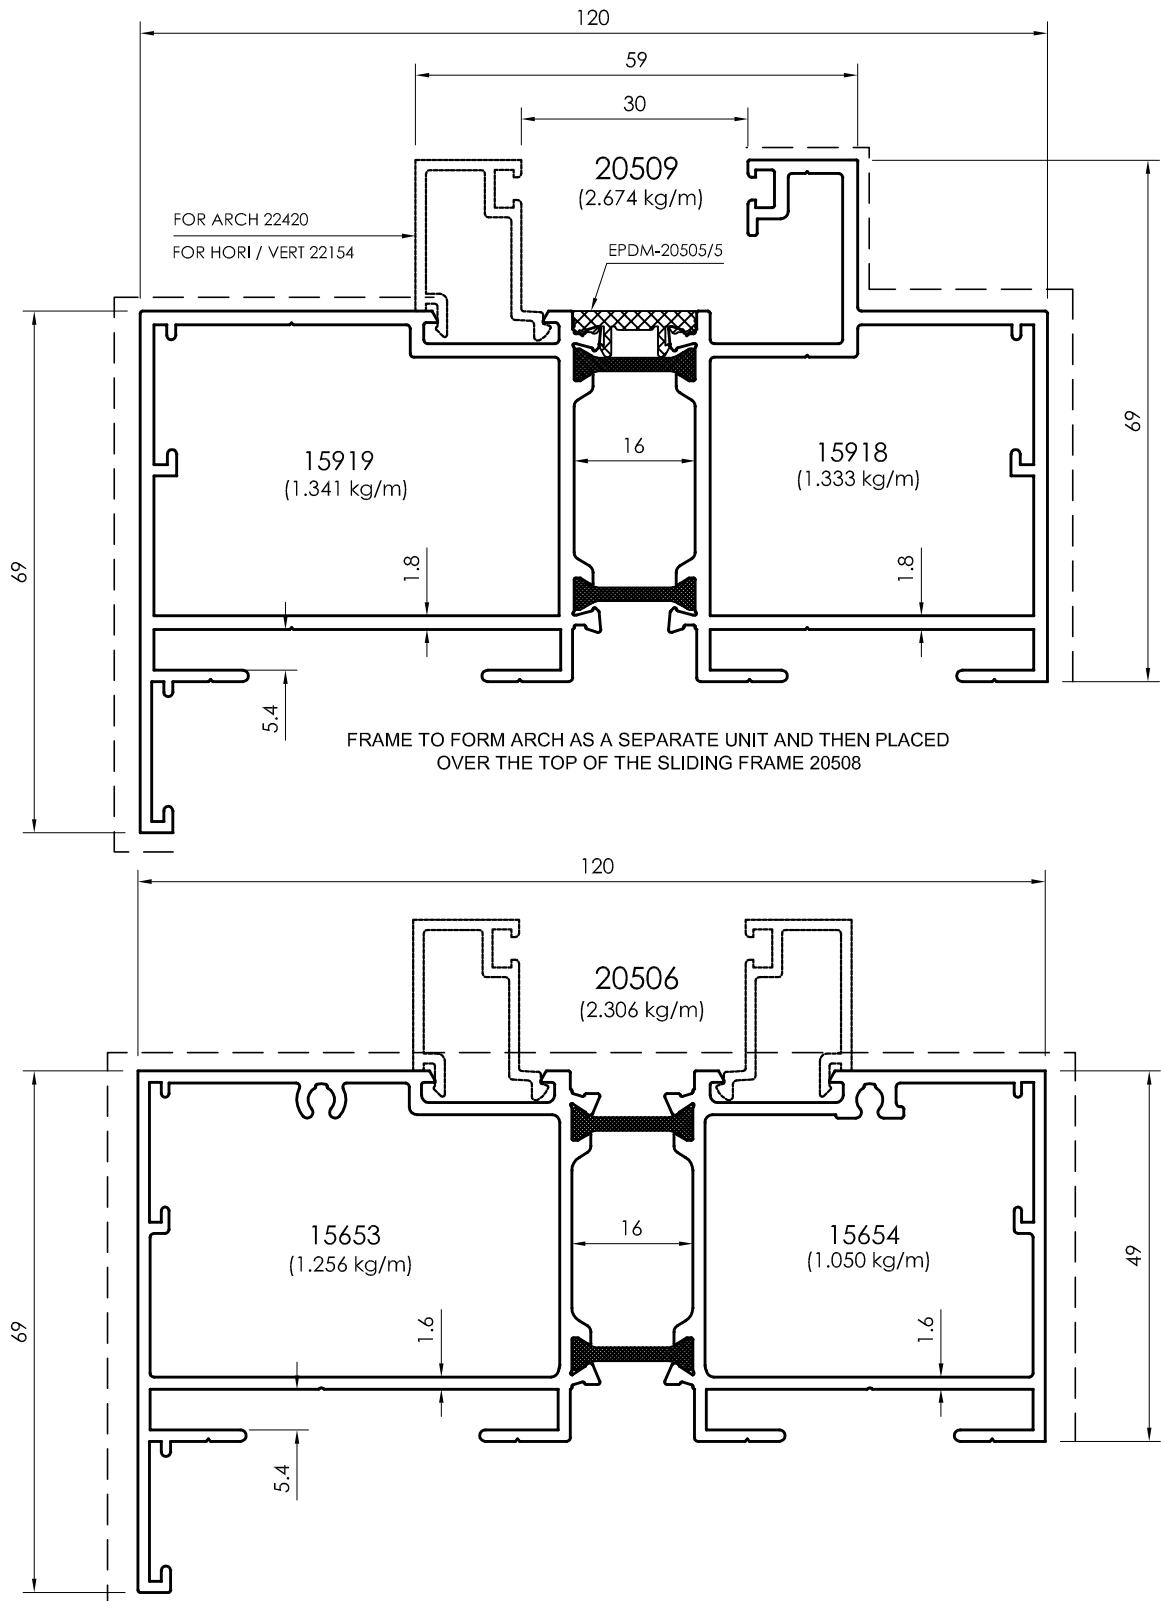 120
59
30
20509
(2.674 kg/m)
FOR ARCH 22420
FOR HORI / VERT 22154
EPDM-20505/5
69
69
15919
(1.341 kg/m)
16
15918
(1.333 kg/m)
1.8
1.8
5.4
FRAME TO FORM ARCH AS A SEPARATE UNIT AND THEN PLACED
OVER THE TOP OF THE SLIDING FRAME 20508
120
20506
(2.306 kg/m)
15653
(1.256 kg/m)
16
15654
(1.050 kg/m)
49
69
1.6
1.6
5.4